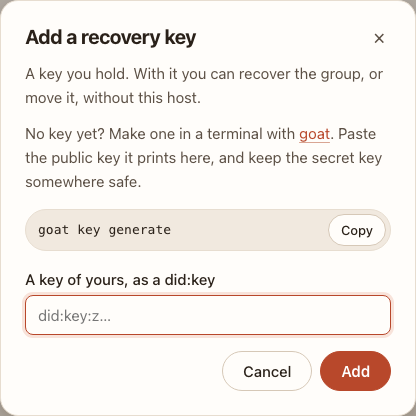 Add a recovery key
×
A key you hold. With it you can recover the group, or
move it, without this host.
No key yet? Make one in a terminal with goat. Paste
the public key it prints here, and keep the secret key
somewhere safe.
goat key generate
Copy
A key of yours, as a did:key
did:key:z...
Cancel
Add